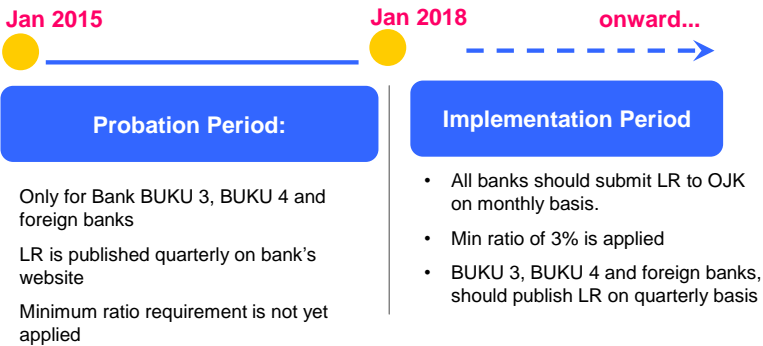 Jan 2015
Jan 2018
onward...
Probation Period:
Only for Bank BUKU 3, BUKU 4 and
foreign banks
LR is published quarterly on bank's
website
Minimum ratio requirement is not yet
applied
Implementation Period
• All banks should submit LR to OJK
on monthly basis.
• Min ratio of 3% is applied
• BUKU 3, BUKU 4 and foreign banks,
should publish LR on quarterly basis